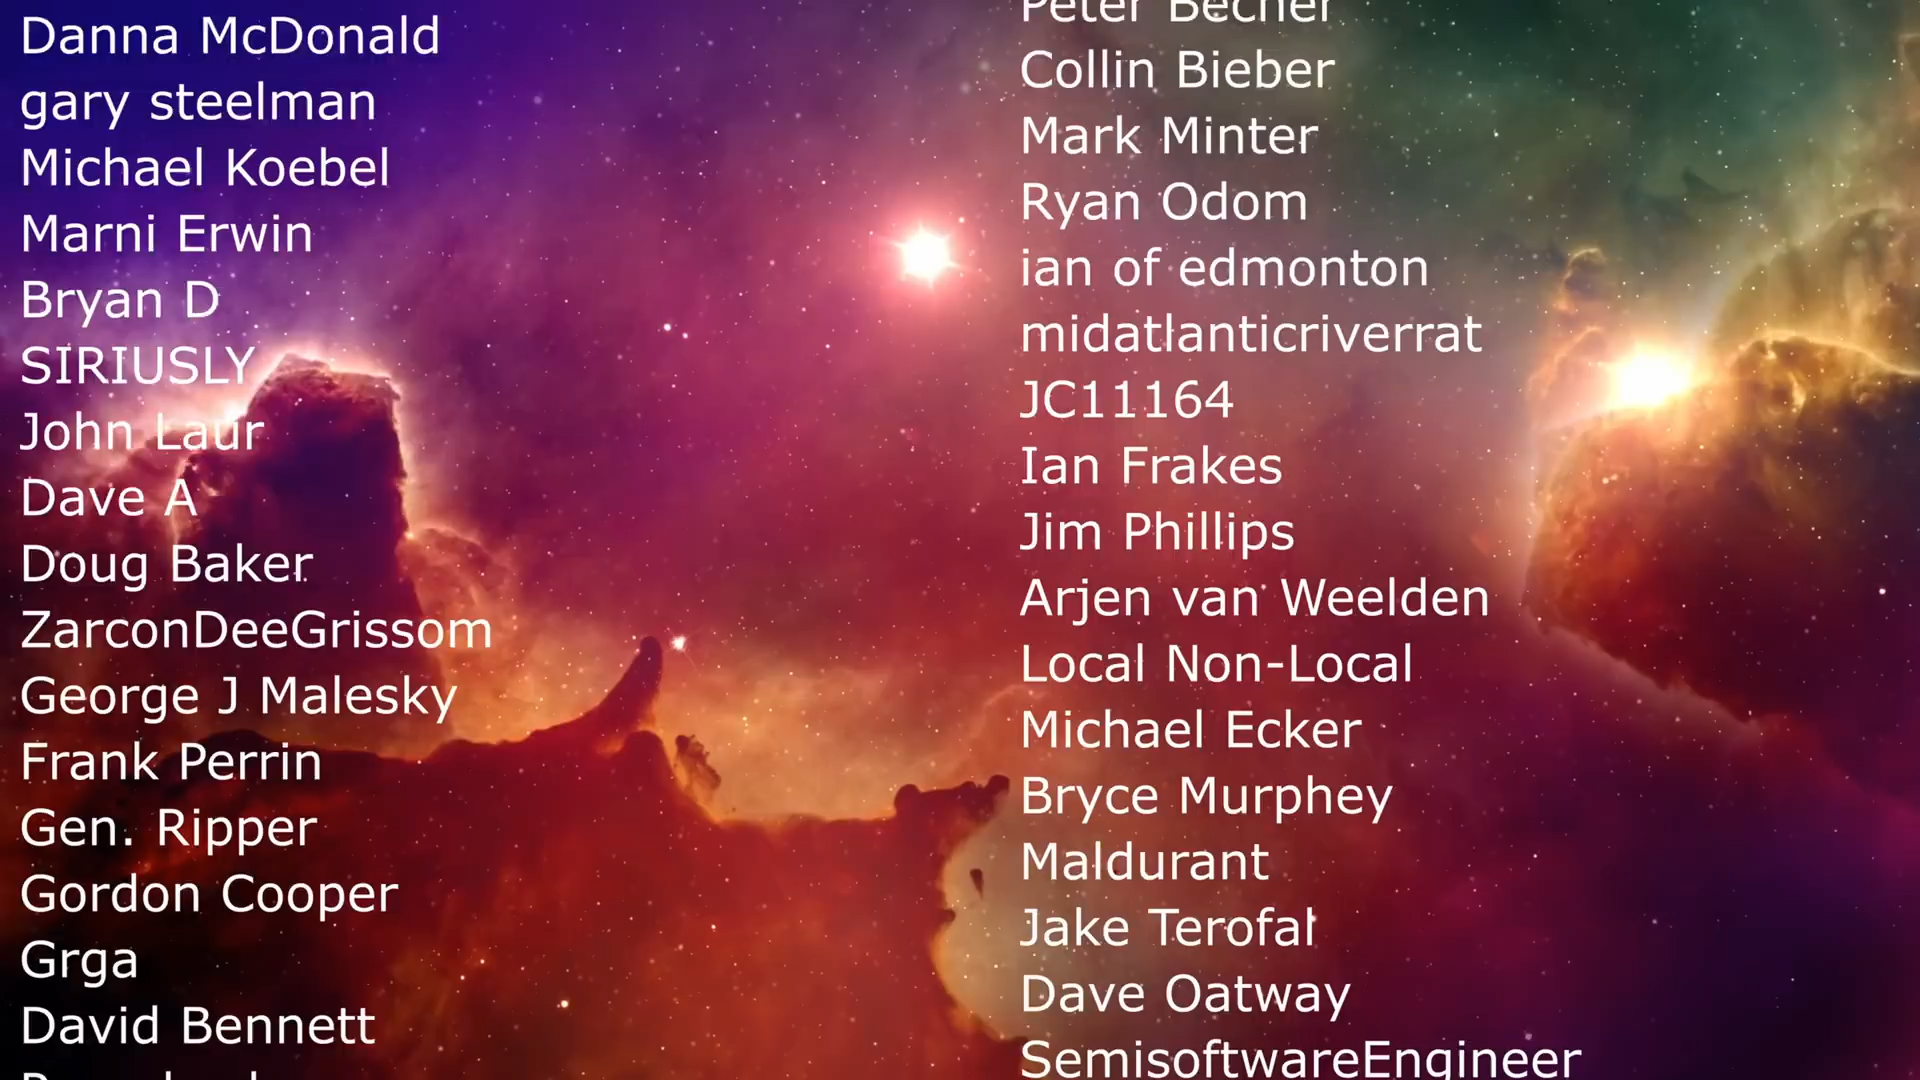 Danna McDonald
gary steelman
Michael Koebel
Marni Erwin
Bryan D
SIRIUSLY
John Laur
Dave A
Doug Baker
ZarconDeeGrissom
George J Malesky
Frank Perrin
Gen. Ripper
Gordon Cooper
Grga
David Bennett
Peter Becher
Collin Bieber
Mark Minter
Ryan Odom
ian of edmonton
midatlanticriverrat
JC11164
Ian Frakes
Jim Phillips
Arjen van Weelden
Local Non-Local
Michael Ecker
Bryce Murphey
Maldurant
Jake Terofal
Dave Oatway
SemisoftwareEngineer